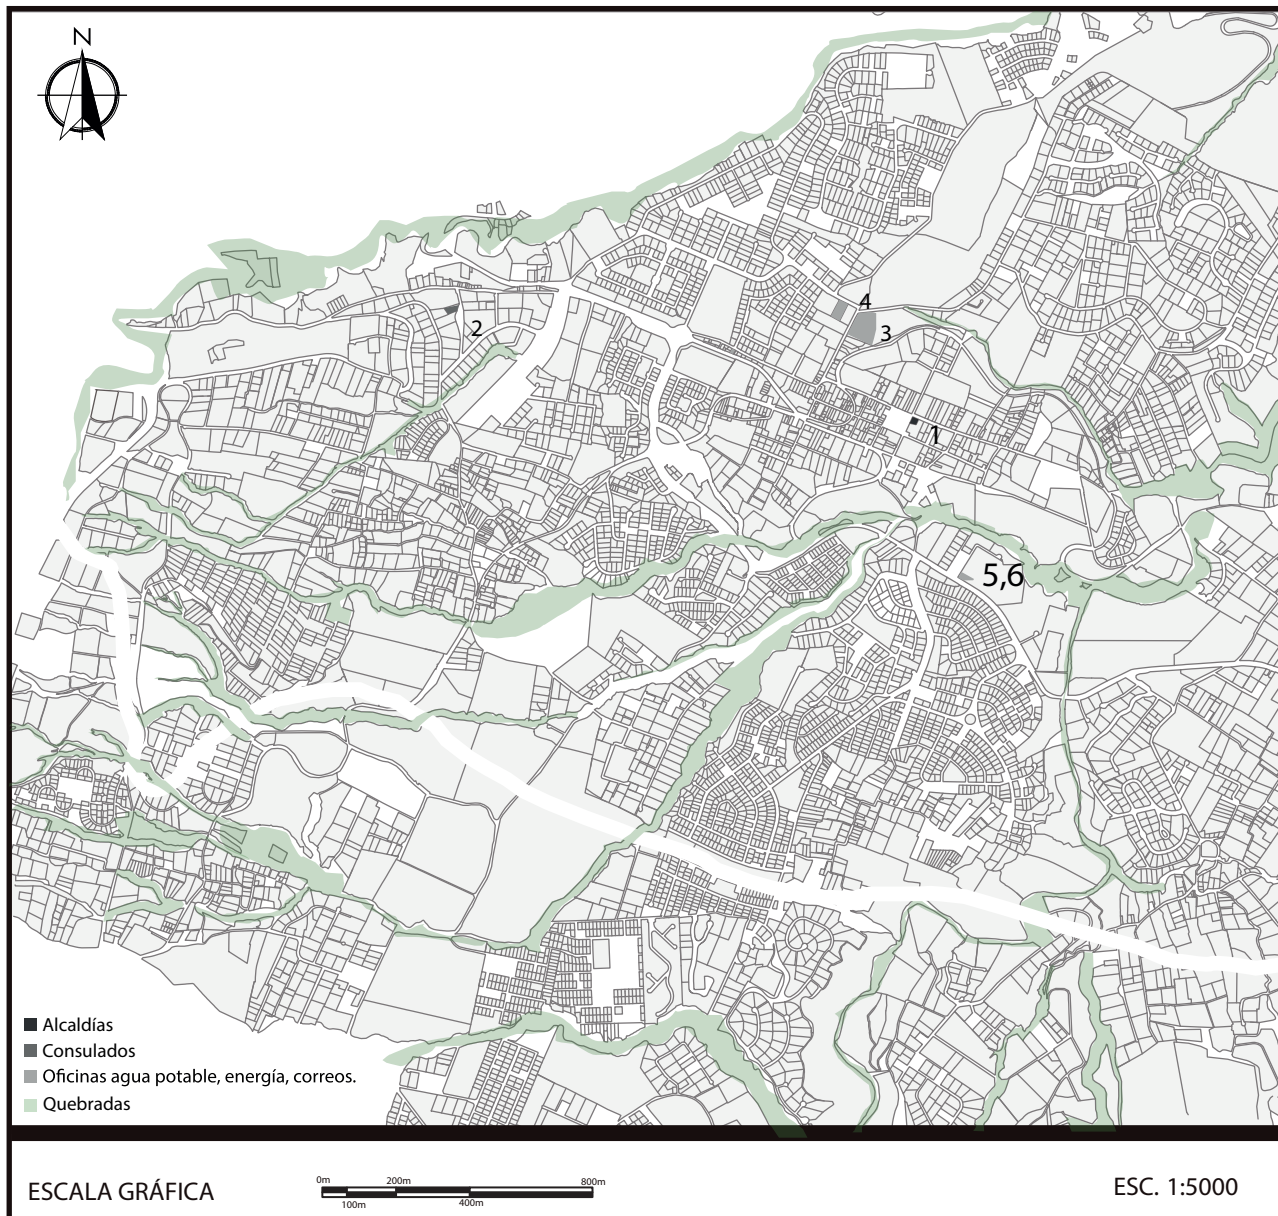 N
4
2
3
1
5,6
Alcaldías
Consulados
Oficinas agua potable, energía, correos.
Quebradas
ESCALA GRÁFICA
0m 200m 800m
100m 400m
ESC. 1:5000